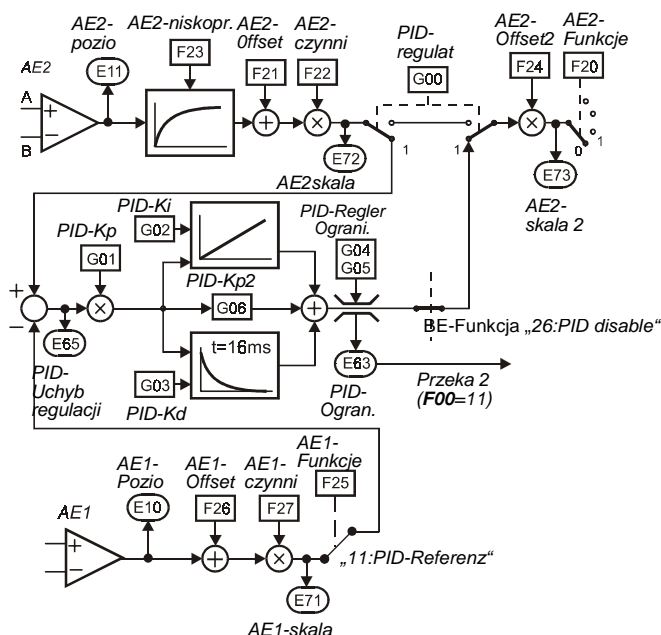 AE2-pozio
AE2-niskopr.
AE2-0ffset
AE2-czynni
PID-regulat
AE2-Offset2
AE2-Funkcje
AE2
E11
F23
F21
F22
G00
F24
F20
A
B
+
−
1
1
0
1
E72
AE2skala
E73
AE2-skala 2
PID-Ki
G02
PID-Kp
G01
PID-Kp2
G06
PID-Regler
Ograni.
G04
G05
+
−
E65
PID-Uchyb
regulacji
t=16ms
G03
PID-Kd
BE-Funkcja „26:PID disable“
E63
PID-Ogran.
Przeka 2
(F00=11)
AE1-Pozio
AE1-Offset
AE1-czynni
AE1-Funkcje
AE1
E10
F26
F27
F25
+
−
„11:PID-Referenz“
E71
AE1-skala